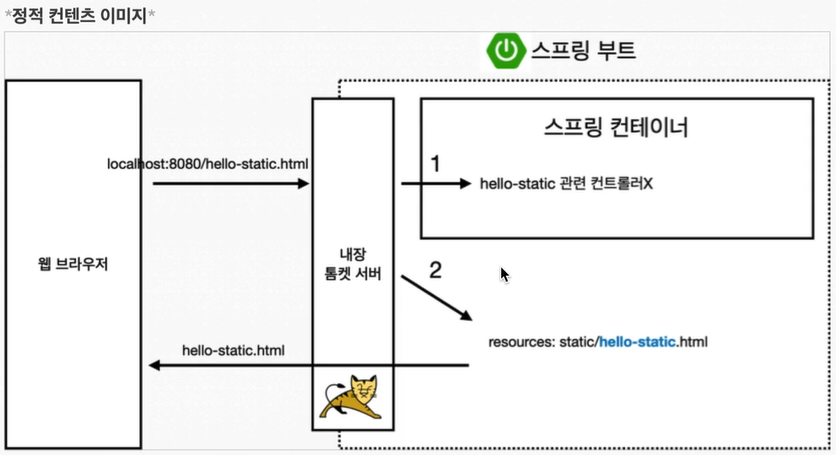 *정적 컨텐츠 이미지*
스프링 부트
스프링 컨테이너
localhost:8080/hello-static.html
1
hello-static 관련 컨트롤러X
웹 브라우저
내장
톰켓 서버
2
resources: static/hello-static.html
hello-static.html